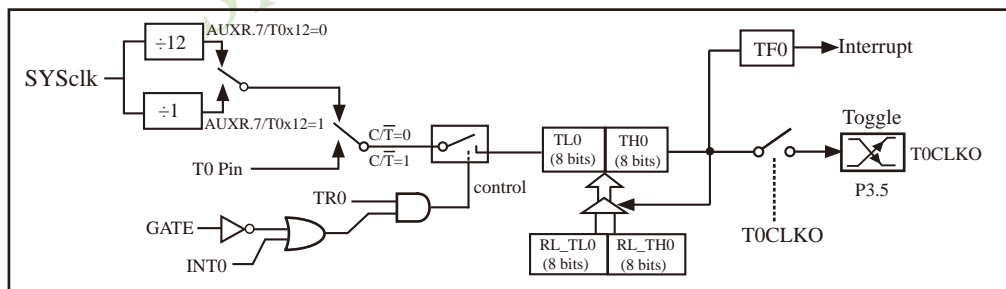 AUXR.7/T0x12=0
÷12
SYSclk
÷1
AUXR.7/T0x12=1
T0 Pin
C/T̅=0
C/T̅=1
control
TR0
GATE
INT0
TL0
(8 bits)
TH0
(8 bits)
RL_TL0
(8 bits)
RL_TH0
(8 bits)
TF0
Interrupt
Toggle
T0CLKO
P3.5
T0CLKO